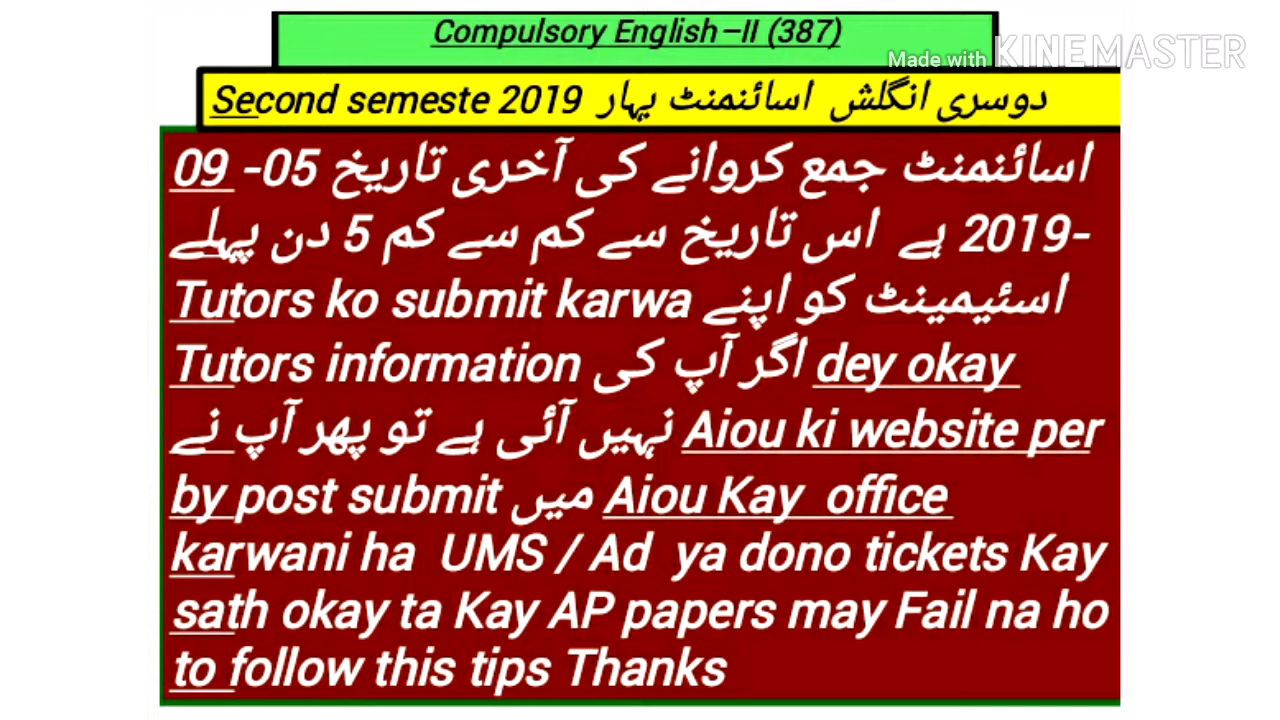 Compulsory English–II (387)
Made with KINEMASTER
Second semeste 2019 دوسری انگلش اسائنمنٹ بہار
اسائنمنٹ جمع کروانے کی آخری تاریخ 05- 09
-2019 ہے اس تاریخ سے کم سے کم 5 دن پہلے
اسئیمینٹ کو اپنے Tutors ko submit karwa
dey okay اگر آپ کی Tutors information
Aiou ki website per نہیں آئی ہے تو پھر آپ نے
Aiou Kay office میں by post submit
karwani ha UMS / Ad ya dono tickets Kay
sath okay ta Kay AP papers may Fail na ho
to follow this tips Thanks